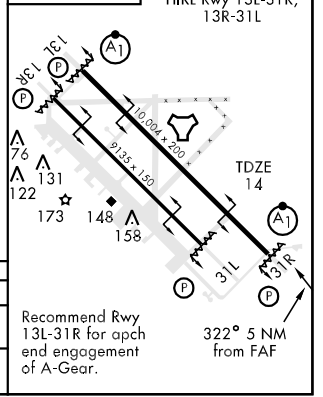 HIRL Rwy 13L-31R,
13R-31L
13L
13R
P
P
A1
10,004 x 200
9135 x 150
76
131
122
173
148
158
TDZE
14
A1
31L
31R
P
P
Recommend Rwy
13L-31R for apch
end engagement
of A-Gear.
322° 5 NM
from FAF